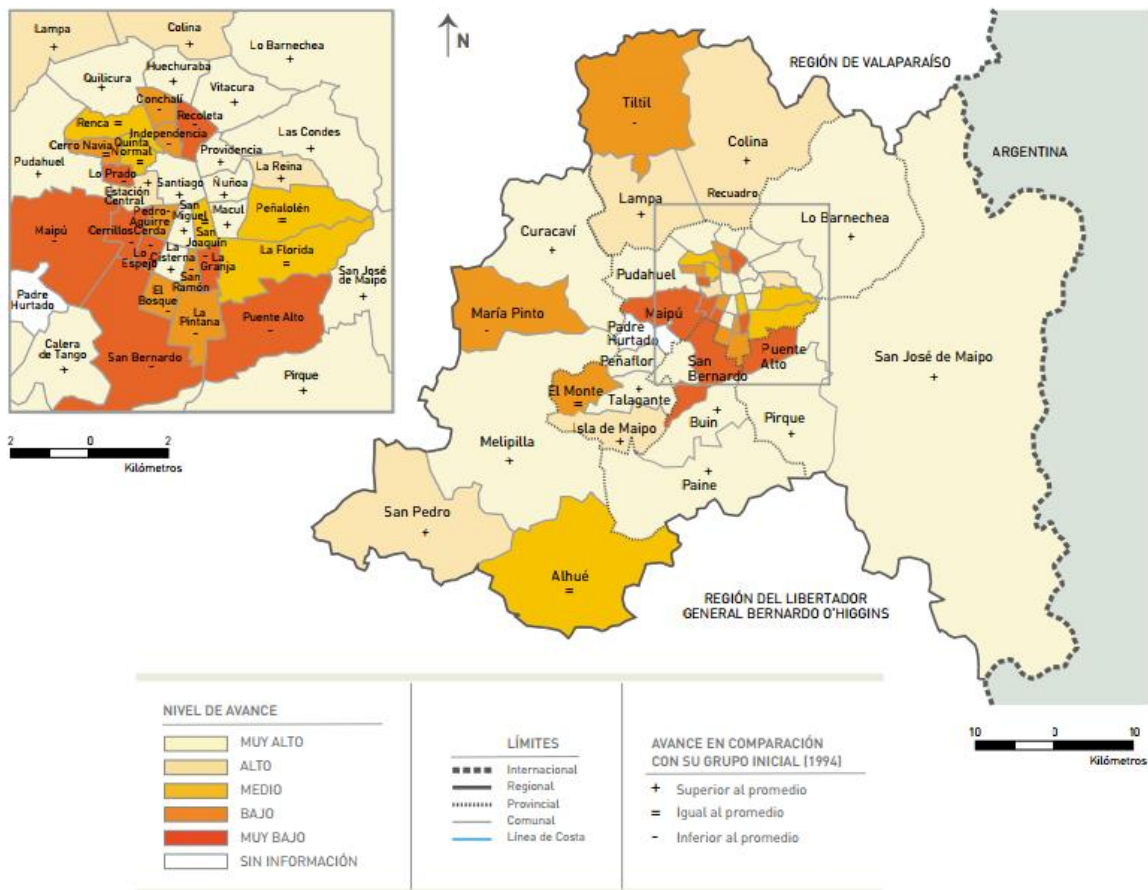 Lampa
+
Colina
+
Lo Barnechea
+
Huechuraba
+
Quilicura
+
Vitacura
+
Conchalí
-
Recoleta
-
Renca =
Independencia
-
Las Condes
+
Cerro Navia
=
Quinta
Normal
=
Providencia
+
Pudahuel
+
La Reina
+
Lo Prado
-
Estación
Central
+
Santiago
+
Ñuñoa
+
San
Miguel
+
Macul
+
Peñalolén
=
Maipú
-
Pedro-
Aguirre
Cerda
-
Cerrillos
-
San
Joaquín
=
La Florida
=
Lo
Espejo
-
La
Cisterna
+
La
Granja
-
San
Ramón
-
San José
de Maipo
+
Padre
Hurtado
El
Bosque
-
La
Pintana
-
Puente Alto
-
Calera
de Tango
+
San Bernardo
-
Pirque
+
2 0 2
Kilómetros
N
REGIÓN DE VALPARAÍSO
Tiltil
-
Colina
+
ARGENTINA
Recuadro
Lampa
+
Lo Barnechea
+
Curacaví
+
Pudahuel
María Pinto
-
Maipú
Padre
Hurtado
Peñaflor
+
San
Bernardo
Puente
Alto
San José de Maipo
+
El Monte
=
Talagante
+
Isla de Maipo
+
Buin
+
Pirque
+
Melipilla
+
Paine
+
San Pedro
+
Alhué
=
REGIÓN DEL LIBERTADOR
GENERAL BERNARDO O'HIGGINS
10 0 10
Kilómetros
NIVEL DE AVANCE
MUY ALTO
ALTO
MEDIO
BAJO
MUY BAJO
SIN INFORMACIÓN
LÍMITES
Internacional
Regional
Provincial
Comunal
Línea de Costa
AVANCE EN COMPARACIÓN
CON SU GRUPO INICIAL (1994)
+ Superior al promedio
= Igual al promedio
- Inferior al promedio